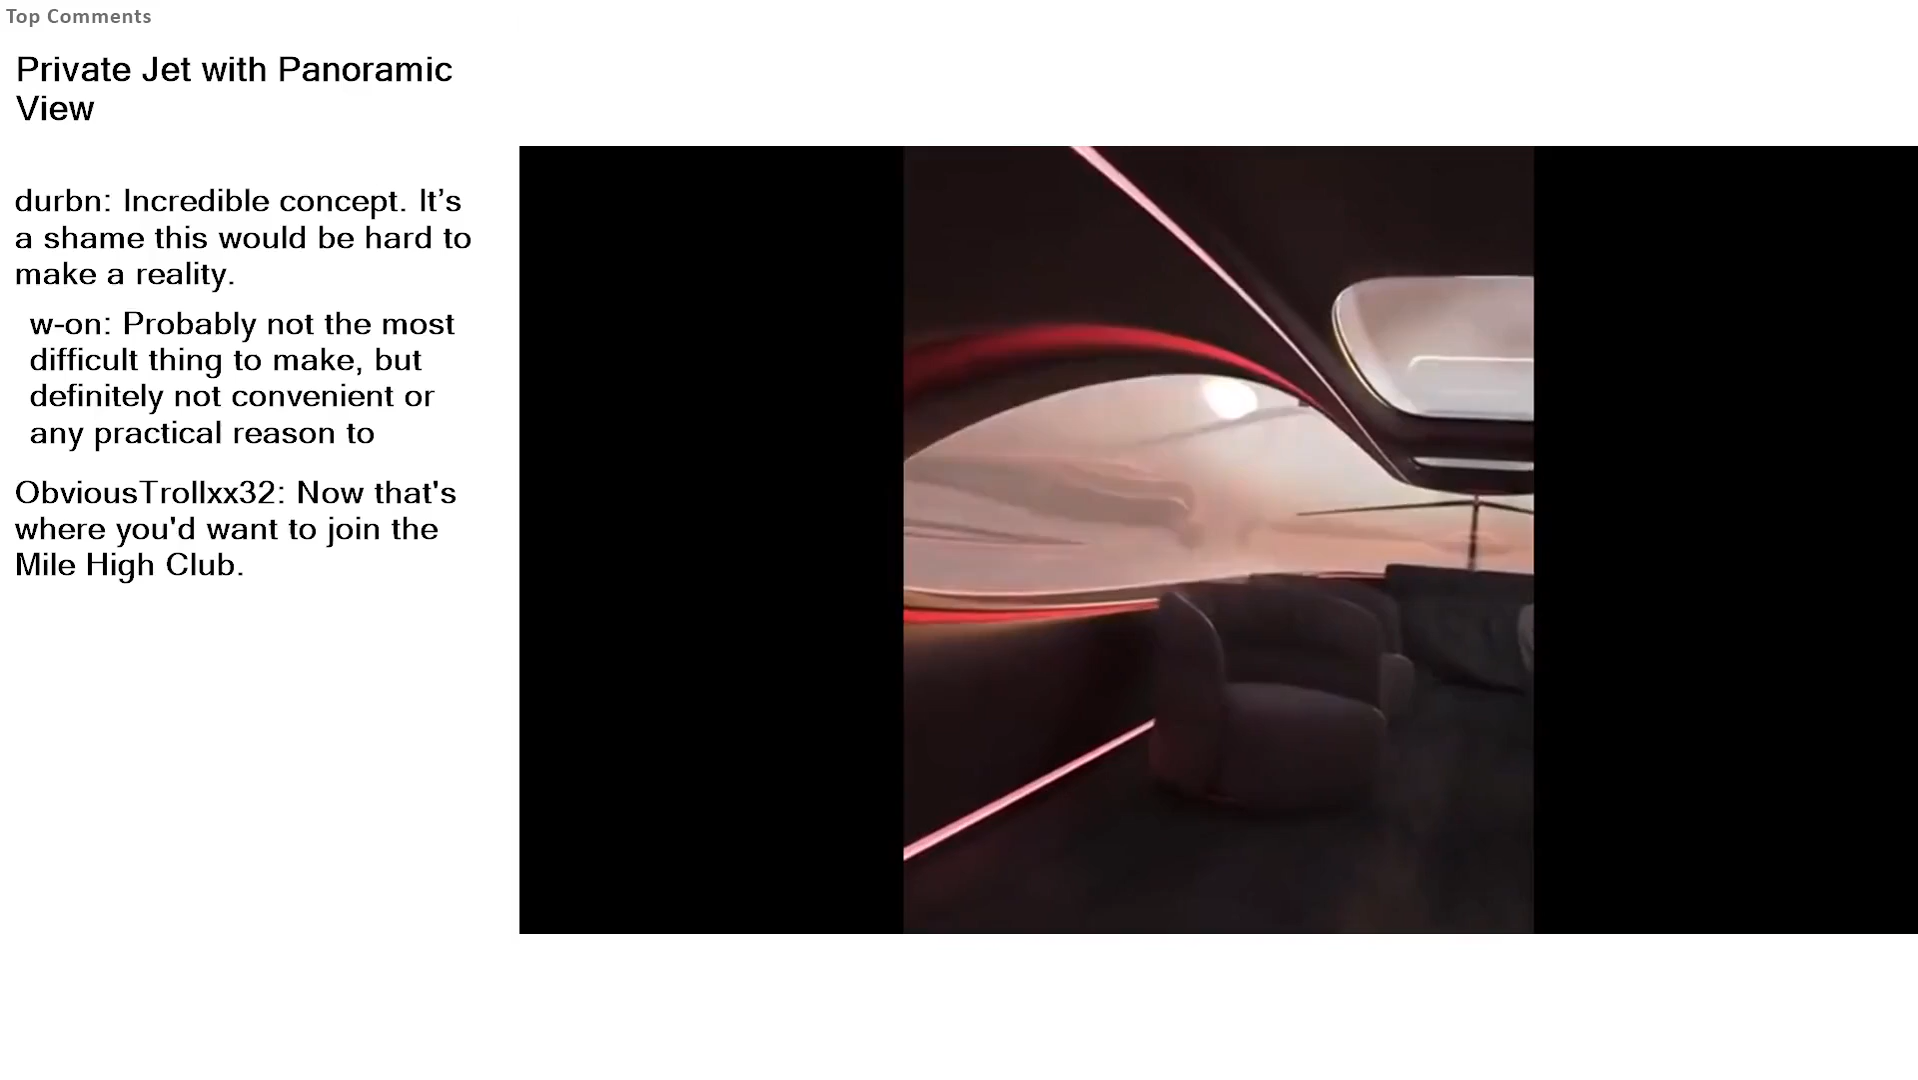 Top Comments
Private Jet with Panoramic
View
durbn: Incredible concept. It’s
a shame this would be hard to
make a reality.
w-on: Probably not the most
difficult thing to make, but
definitely not convenient or
any practical reason to
ObviousTrollxx32: Now that's
where you'd want to join the
Mile High Club.